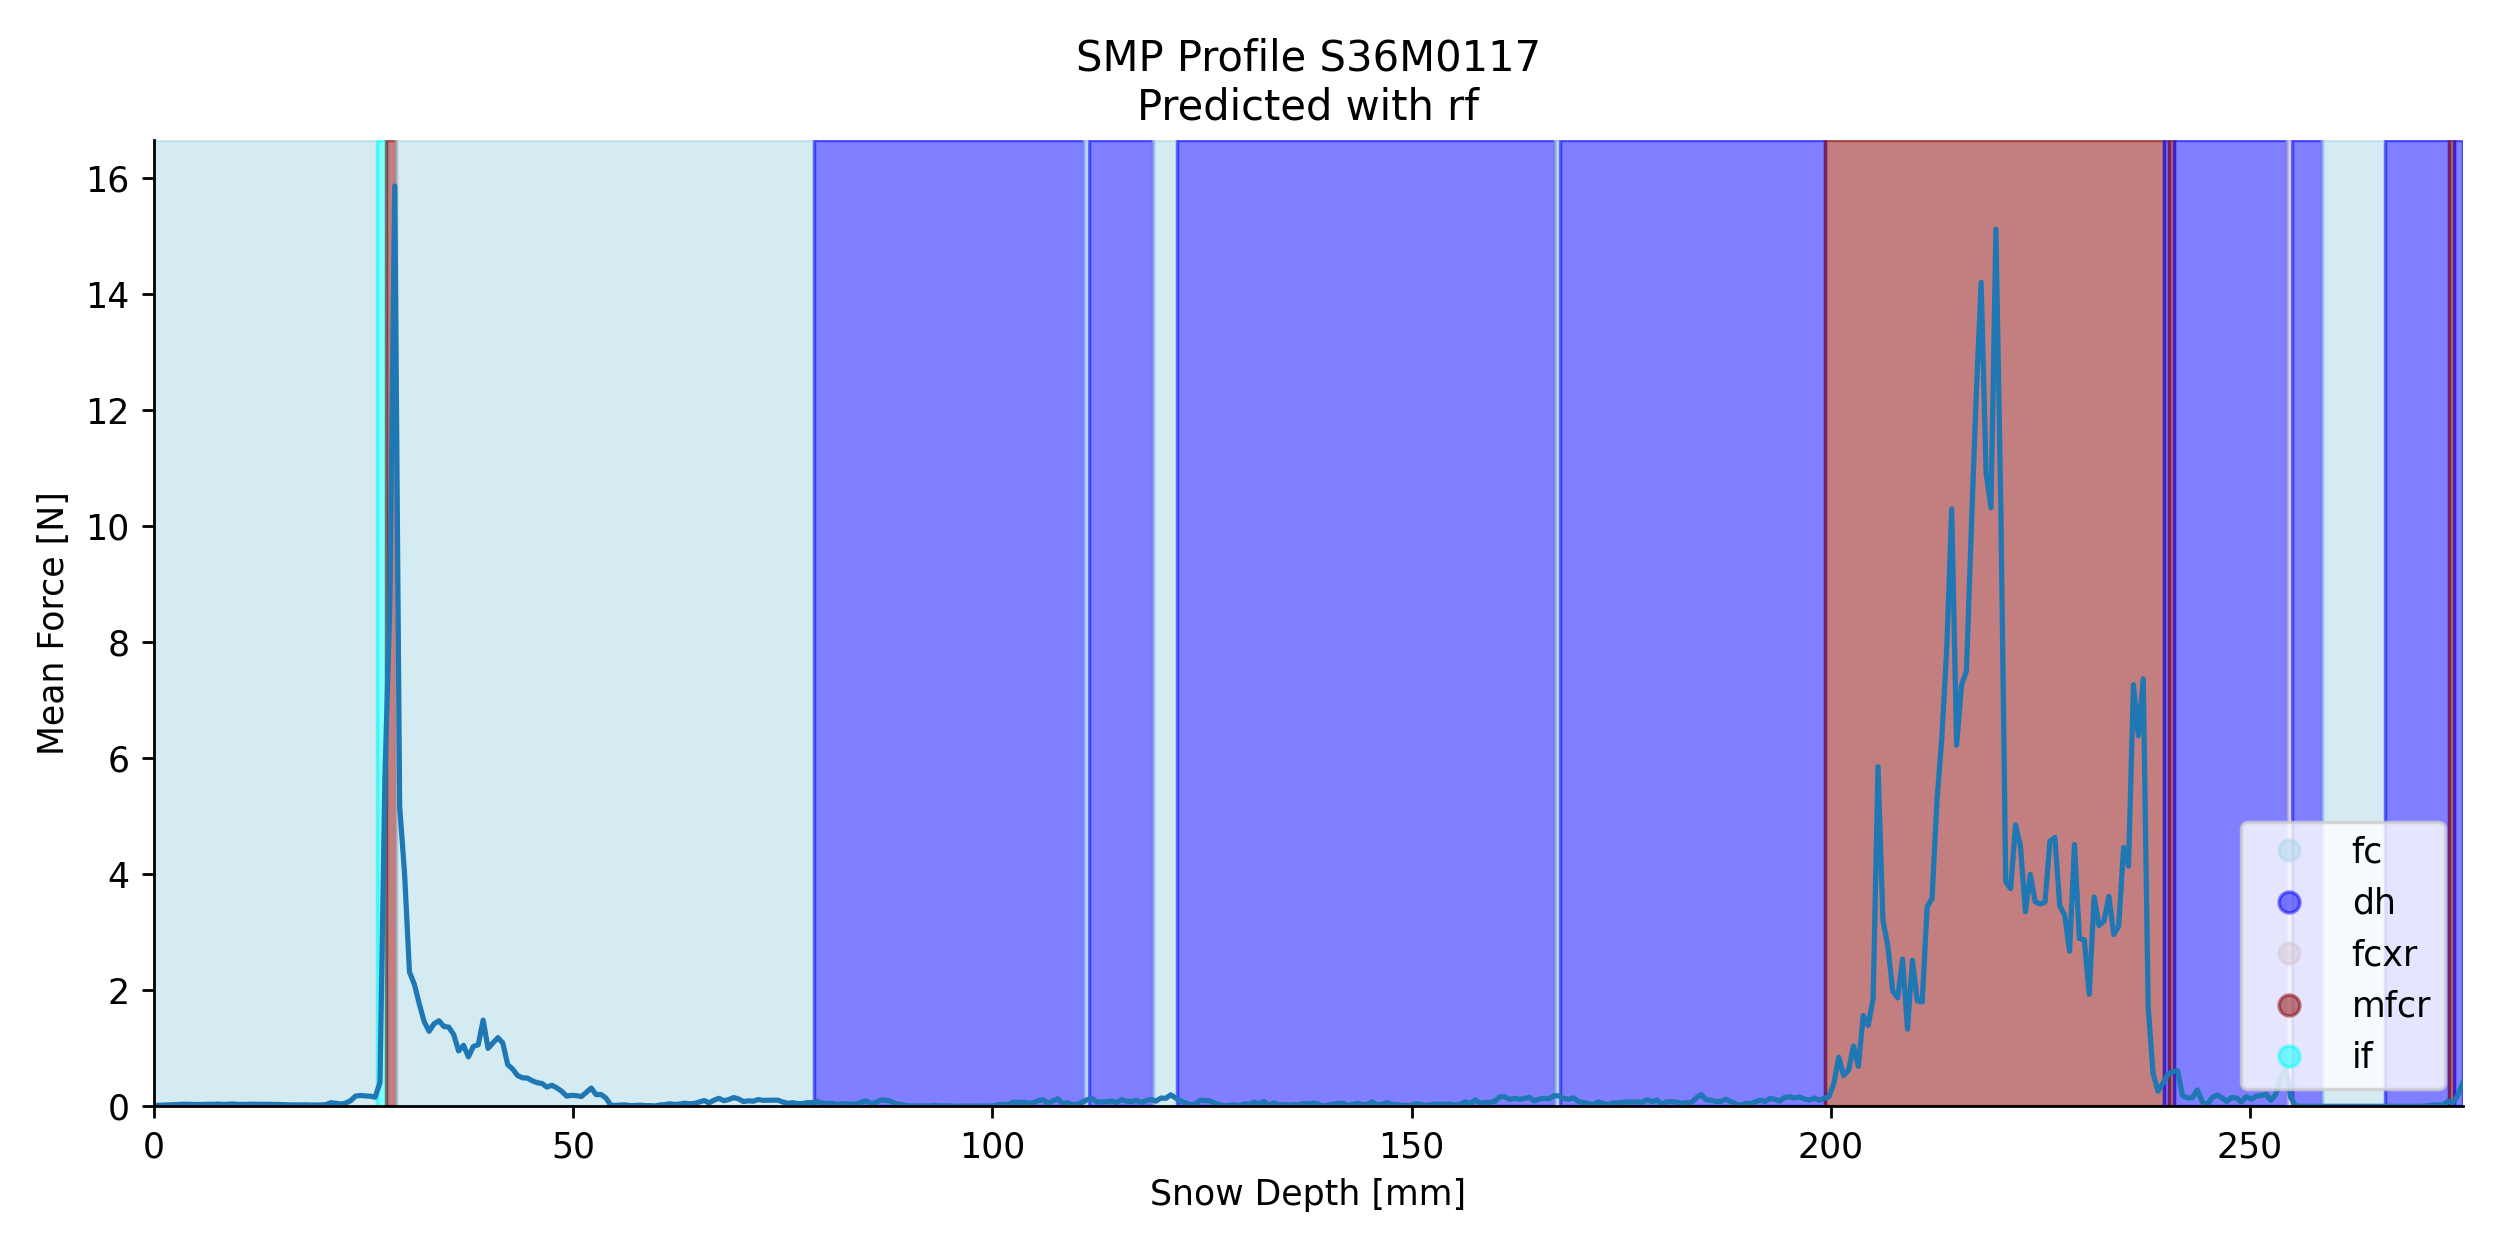 SMP Profile S36M0117
Predicted with rf
16
14
12
10
8
6
4
2
0
Mean Force [N]
0
50
100
150
200
250
Snow Depth [mm]
fc
dh
fcxr
mfcr
if